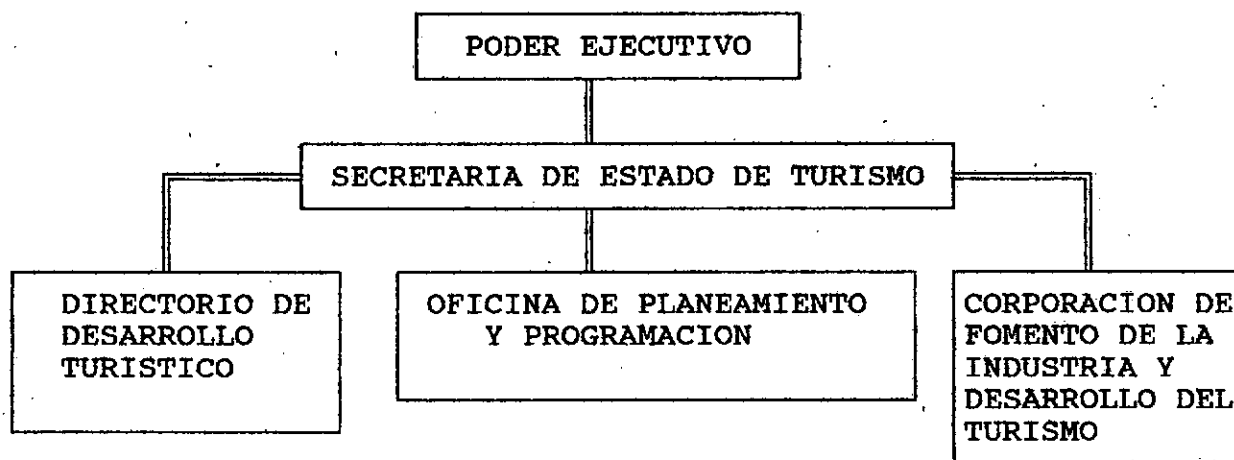 PODER EJECUTIVO
SECRETARIA DE ESTADO DE TURISMO
DIRECTORIO DE
DESARROLLO
TURISTICO
OFICINA DE PLANEAMIENTO
Y PROGRAMACION
CORPORACION DE
FOMENTO DE LA
INDUSTRIA Y
DESARROLLO DEL
TURISMO